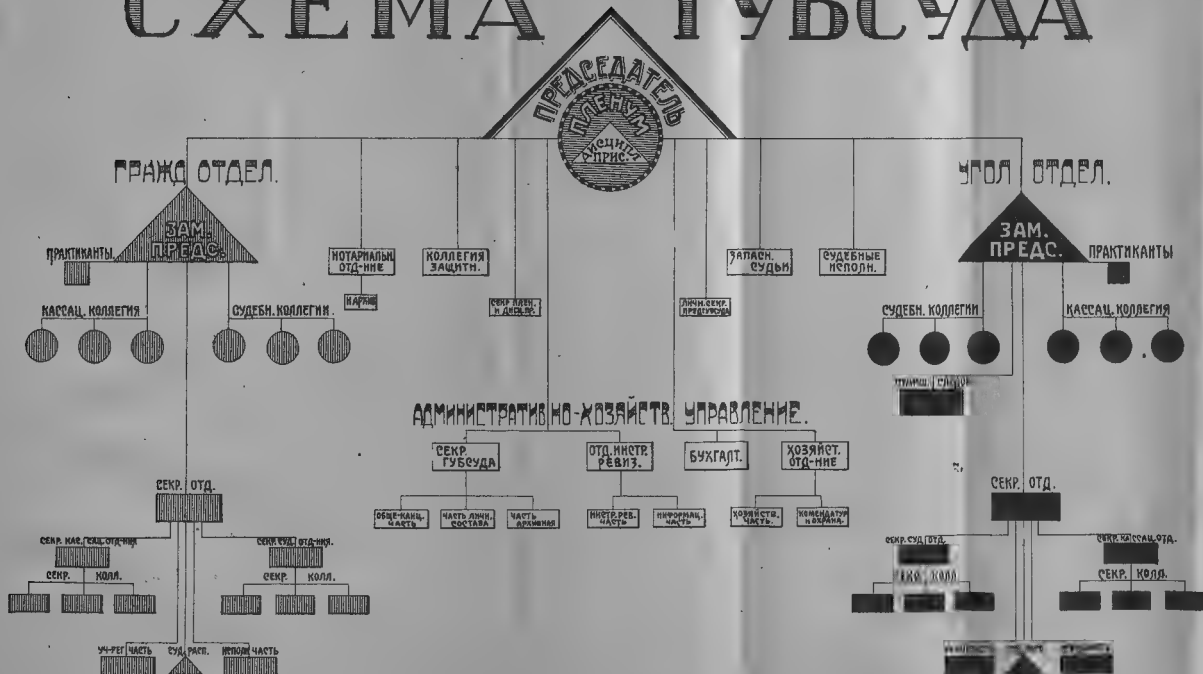 СХЕМА ГУБСУДА
ПРЕДСЕДАТЕЛЬ
ПЛЕНУМ
ДИСЦИПЛ
ПРИС.
ГРАЖД ОТДЕЛ.
ЗАМ.
ПРЕДС.
ПРАКТИКАНТЫ
КАССАЦ. КОЛЛЕГИЯ
СУДЕБН. КОЛЛЕГИИ.
НОТАРИАЛЬН.
ОТД-НИЕ
И АРХИВ
КОЛЛЕГИЯ
ЗАЩИТН.
СЕКР. ПЛЕН.
И ДИСЦ. ПР.
ЛИЧН. СЕКР.
ПРЕДГУБСУДА
ЗАПАСН.
СУДЬИ
СУДЕБНЫЕ
ИСПОЛН.
УГОЛ ОТДЕЛ.
ЗАМ.
ПРЕДС.
ПРАКТИКАНТЫ
СУДЕБН. КОЛЛЕГИИ
КАССАЦ. КОЛЛЕГИЯ
АДМИНИСТРАТИВНО-ХОЗЯЙСТВ. УПРАВЛЕНИЕ.
СЕКР.
ГУБСУДА
ОТД. ИНСТР.
РЕВИЗ.
БУХГАЛТ.
ХОЗЯЙСТ.
ОТД-НИЕ
ОБЩЕ-КАНЦ.
ЧАСТЬ
ЧАСТЬ ЛИЧН.
СОСТАВА
ЧАСТЬ
АРХИВНАЯ
ИНСТР. РЕВ.
ЧАСТЬ
ИНФОРМАЦ.
ЧАСТЬ
ХОЗЯЙСТВ.
ЧАСТЬ.
КОМЕНДАТУР
И ОХРАНА.
СЕКР. ОТД.
СЕКР. КАС. САЦ. ОТД-НИЯ
СЕКР. КОЛЛ.
СЕКР. СУД. ОТД-НИЯ.
СЕКР. КОЛЛ.
УЧ-РЕГ ЧАСТЬ
СУД. РАСП.
ИСПОЛН ЧАСТЬ
СЕКР. ОТД.
СЕКР. СУД. ОТД.
СЕКР. КОЛЛ.
СЕКР. КАССАЦ. ОТД.
СЕКР. КОЛЛ.